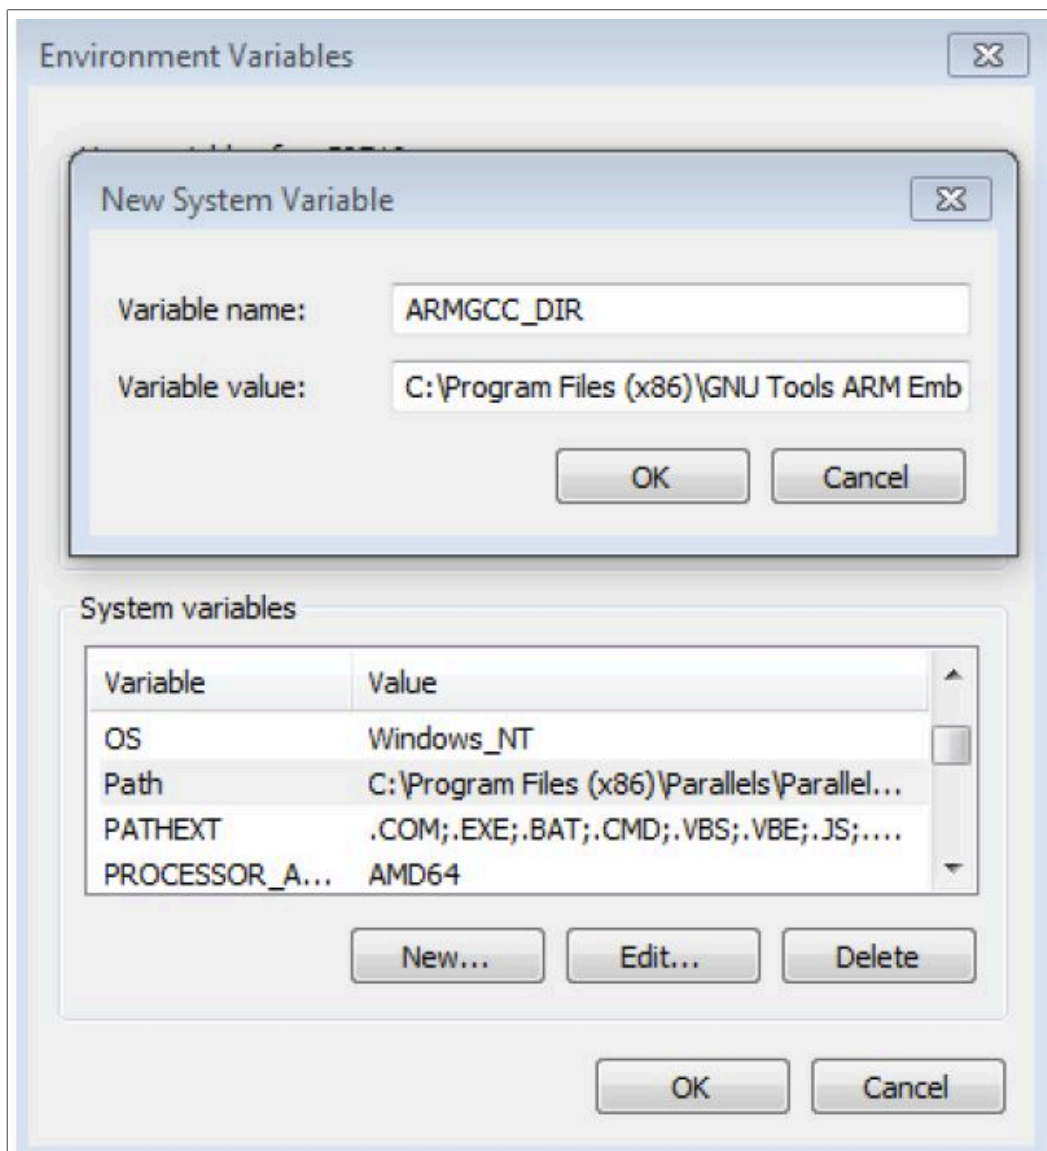 Environment Variables
New System Variable
Variable name: ARMGCC_DIR
Variable value: C:\Program Files (x86)\GNU Tools ARM Emb
OK Cancel
System variables
Variable Value
OS Windows_NT
Path C:\Program Files (x86)\Parallels\Parallel...
PATHEXT .COM;.EXE;.BAT;.CMD;.VBS;.VBE;.JS;....
PROCESSOR_A... AMD64
New... Edit... Delete
OK Cancel